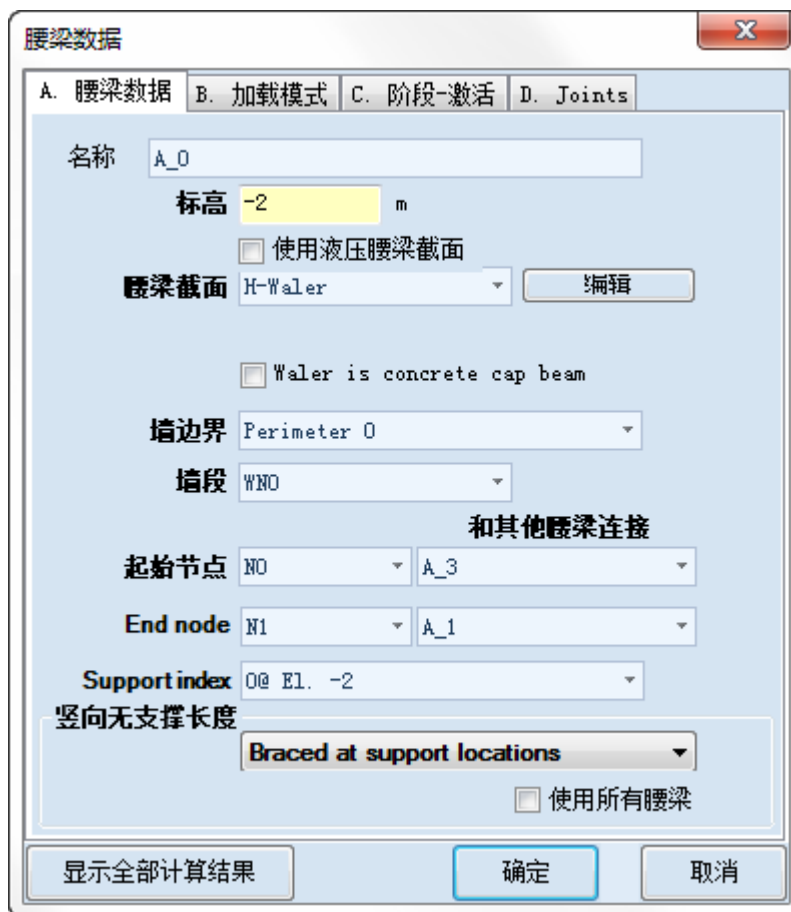 腰梁数据
A. 腰梁数据 B. 加载模式 C. 阶段-激活 D. Joints
名称 A_0
标高 -2 m
使用液压腰梁截面
腰梁截面 H-Waler 编辑
Waler is concrete cap beam
墙边界 Perimeter 0
墙段 WN0
和其他腰梁连接
起始节点 N0 A_3
End node N1 A_1
Support index 0@ El. -2
竖向无支撑长度
Braced at support locations
使用所有腰梁
显示全部计算结果 确定 取消